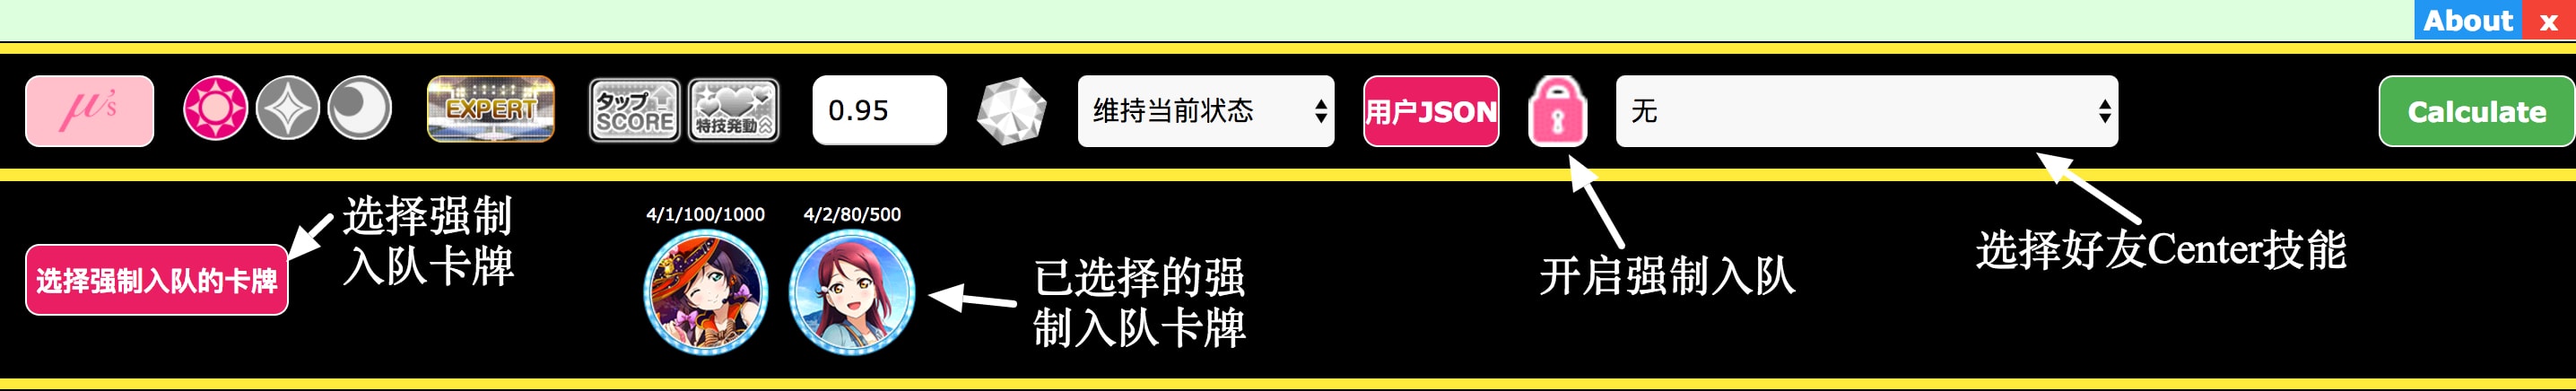 About x
μ's
EXPERT
タップ
SCORE
特技発動
0.95
维持当前状态
用户JSON
无
Calculate
选择强制
入队卡牌
选择强制入队的卡牌
4/1/100/1000
4/2/80/500
已选择的强
制入队卡牌
开启强制入队
选择好友Center技能